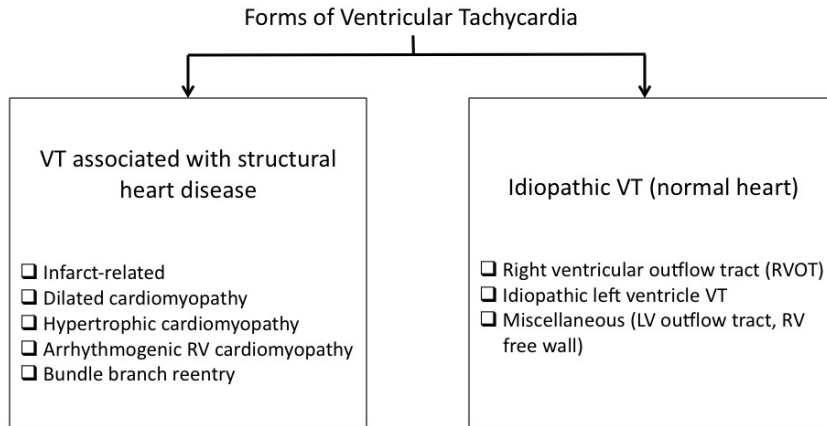 Forms of Ventricular Tachycardia
VT associated with structural
heart disease
❑ Infarct-related
❑ Dilated cardiomyopathy
❑ Hypertrophic cardiomyopathy
❑ Arrhythmogenic RV cardiomyopathy
❑ Bundle branch reentry
Idiopathic VT (normal heart)
❑ Right ventricular outflow tract (RVOT)
❑ Idiopathic left ventricle VT
❑ Miscellaneous (LV outflow tract, RV
free wall)